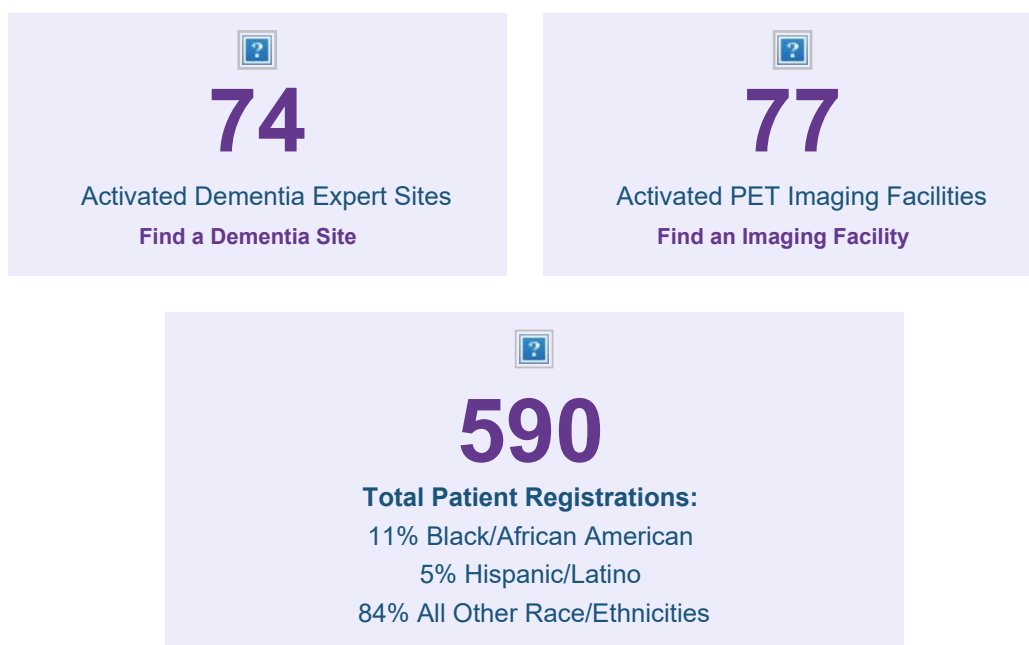 74
Activated Dementia Expert Sites
Find a Dementia Site
77
Activated PET Imaging Facilities
Find an Imaging Facility
590
Total Patient Registrations:
11% Black/African American
5% Hispanic/Latino
84% All Other Race/Ethnicities